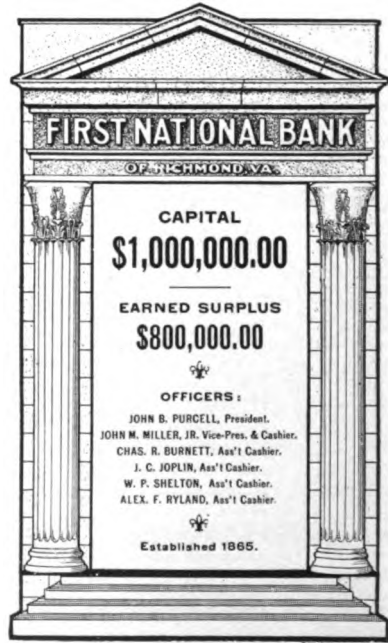 FIRST NATIONAL BANK
OF RICHMOND, VA.
CAPITAL
$1,000,000.00
EARNED SURPLUS
$800,000.00
OFFICERS:
JOHN B. PURCELL, President.
JOHN M. MILLER, JR. Vice-Pres. & Cashier.
CHAS. R. BURNETT, Ass't Cashier.
J. C. JOPLIN, Ass't Cashier.
W. P. SHELTON, Ass't Cashier.
ALEX. F. RYLAND, Ass't Cashier.
Established 1865.